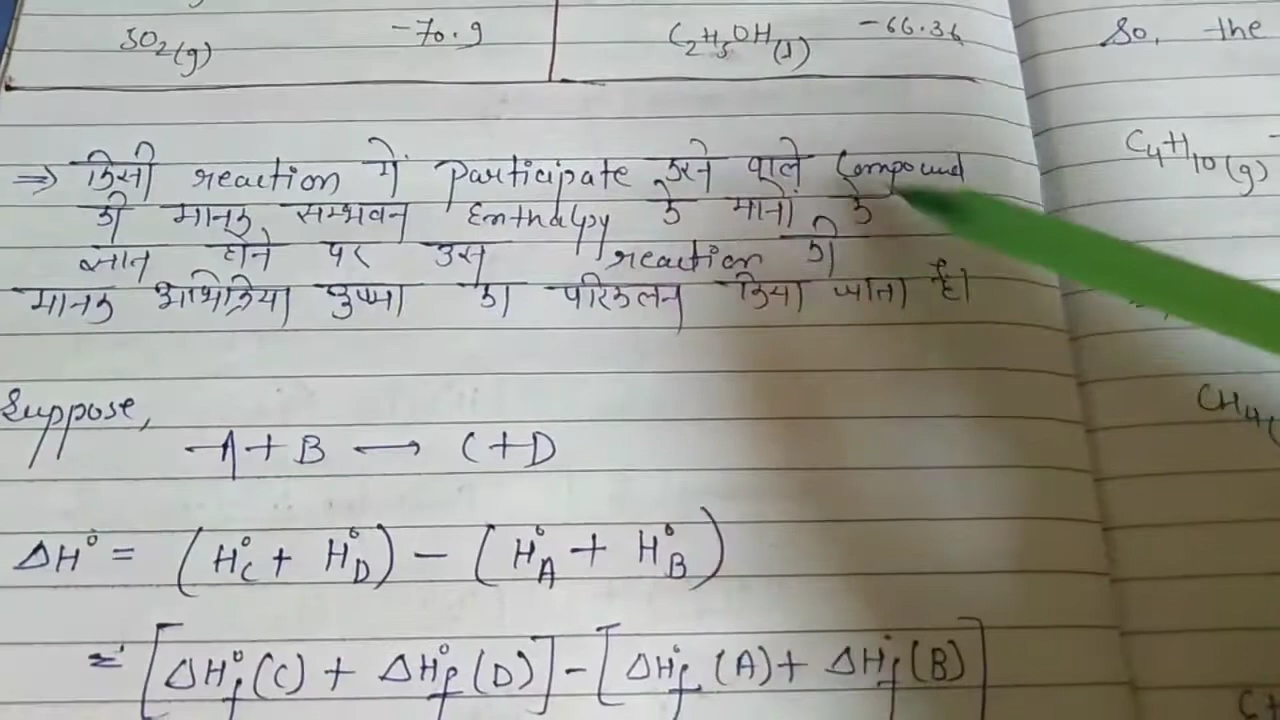 SO2(g) -70.9 C2H5OH(l) -66.36
⇒ किसी reaction में participate करने वाले Compound
की मानक सम्भवन Enthalpy के मानों के
ज्ञात होने पर उस reaction की
मानक अभिक्रिया ऊष्मा का परिकलन किया जाता है।
Suppose,
A + B ⟶ C + D
ΔH° = (H°C + H°D) - (H°A + H°B)
= [ΔH°f(C) + ΔH°f(D)] - [ΔH°f(A) + ΔH°f(B)]
So, the
C4H10(g)
CH4(